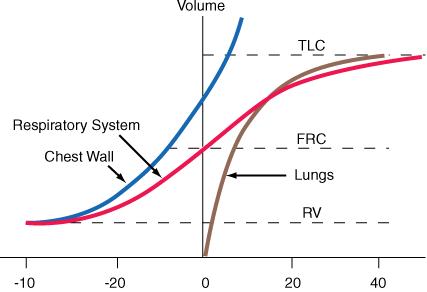 Volume
TLC
Respiratory System
FRC
Chest Wall
Lungs
RV
-10
-20
0
20
40